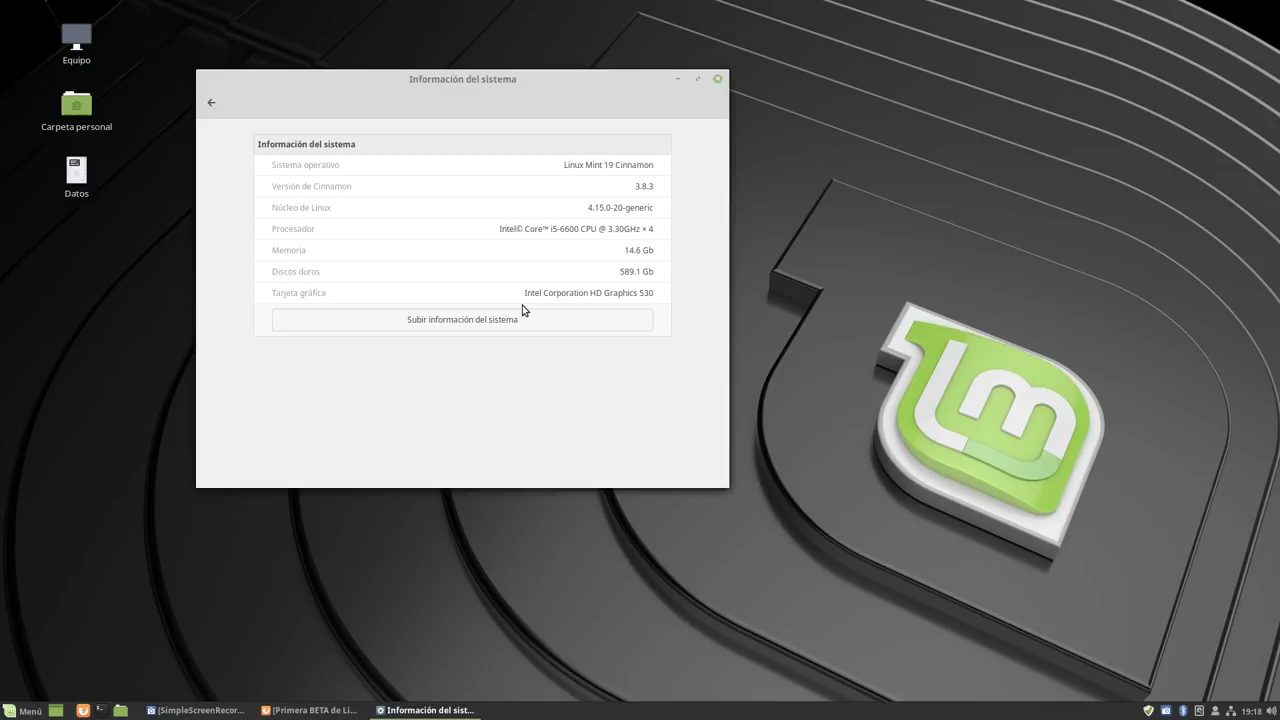 Equipo
Carpeta personal
Datos
Información del sistema
Información del sistema
Sistema operativo Linux Mint 19 Cinnamon
Versión de Cinnamon 3.8.3
Núcleo de Linux 4.15.0-20-generic
Procesador Intel© Core™ i5-6600 CPU @ 3.30GHz × 4
Memoria 14.6 Gb
Discos duros 589.1 Gb
Tarjeta gráfica Intel Corporation HD Graphics 530
Subir información del sistema
lm
Menú [SimpleScreenRecor... [Primera BETA de Li... Información del sist... 19:18